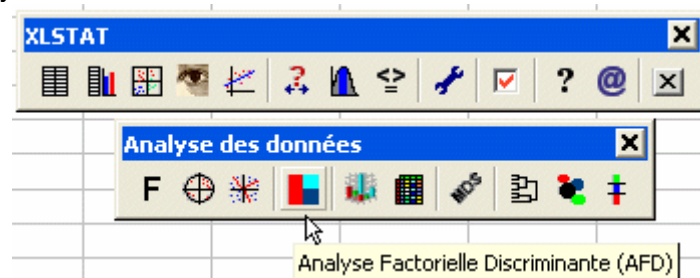 XLSTAT
? @
Analyse des données
F MDS
Analyse Factorielle Discriminante (AFD)